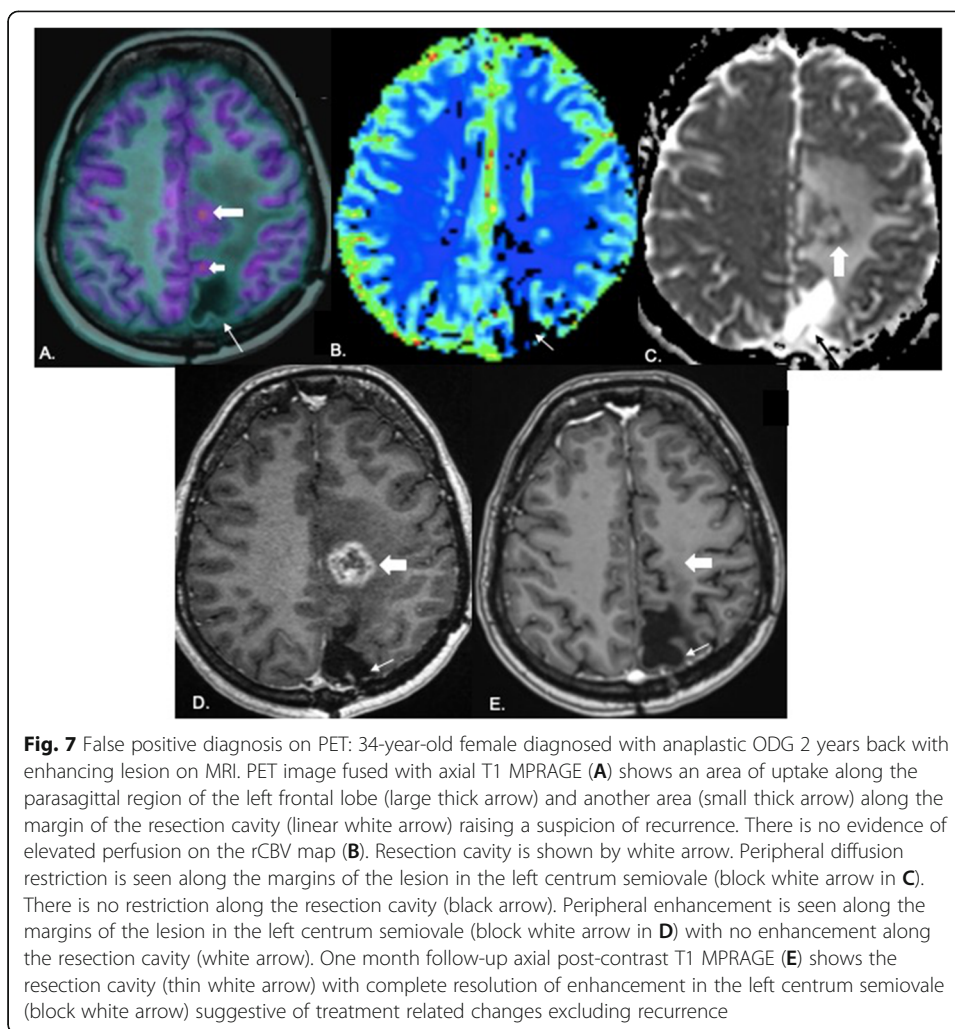 A.
B.
C.
D.
E.
Fig. 7 False positive diagnosis on PET: 34-year-old female diagnosed with anaplastic ODG 2 years back with
enhancing lesion on MRI. PET image fused with axial T1 MPRAGE (A) shows an area of uptake along the
parasagittal region of the left frontal lobe (large thick arrow) and another area (small thick arrow) along the
margin of the resection cavity (linear white arrow) raising a suspicion of recurrence. There is no evidence of
elevated perfusion on the rCBV map (B). Resection cavity is shown by white arrow. Peripheral diffusion
restriction is seen along the margins of the lesion in the left centrum semiovale (block white arrow in C).
There is no restriction along the resection cavity (black arrow). Peripheral enhancement is seen along the
margins of the lesion in the left centrum semiovale (block white arrow in D) with no enhancement along
the resection cavity (white arrow). One month follow-up axial post-contrast T1 MPRAGE (E) shows the
resection cavity (thin white arrow) with complete resolution of enhancement in the left centrum semiovale
(block white arrow) suggestive of treatment related changes excluding recurrence